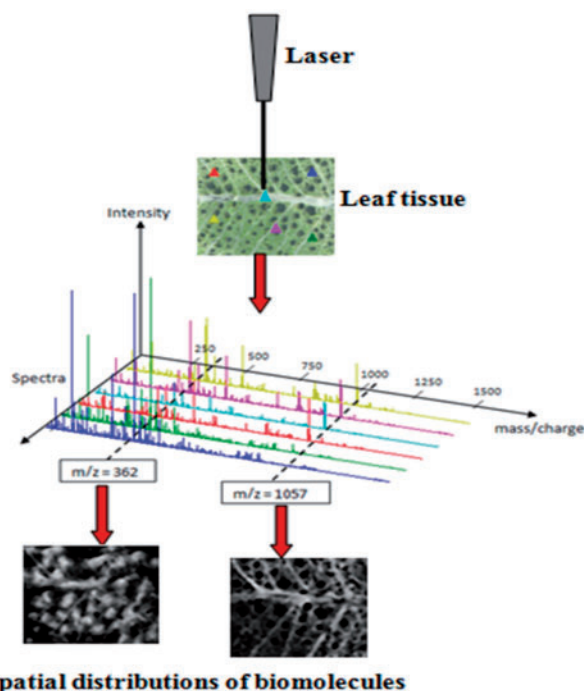 Laser
Leaf tissue
Intensity
Spectra
250
500
750
1000
1250
1500
mass/charge
m/z = 362
m/z = 1057
patial distributions of biomolecules